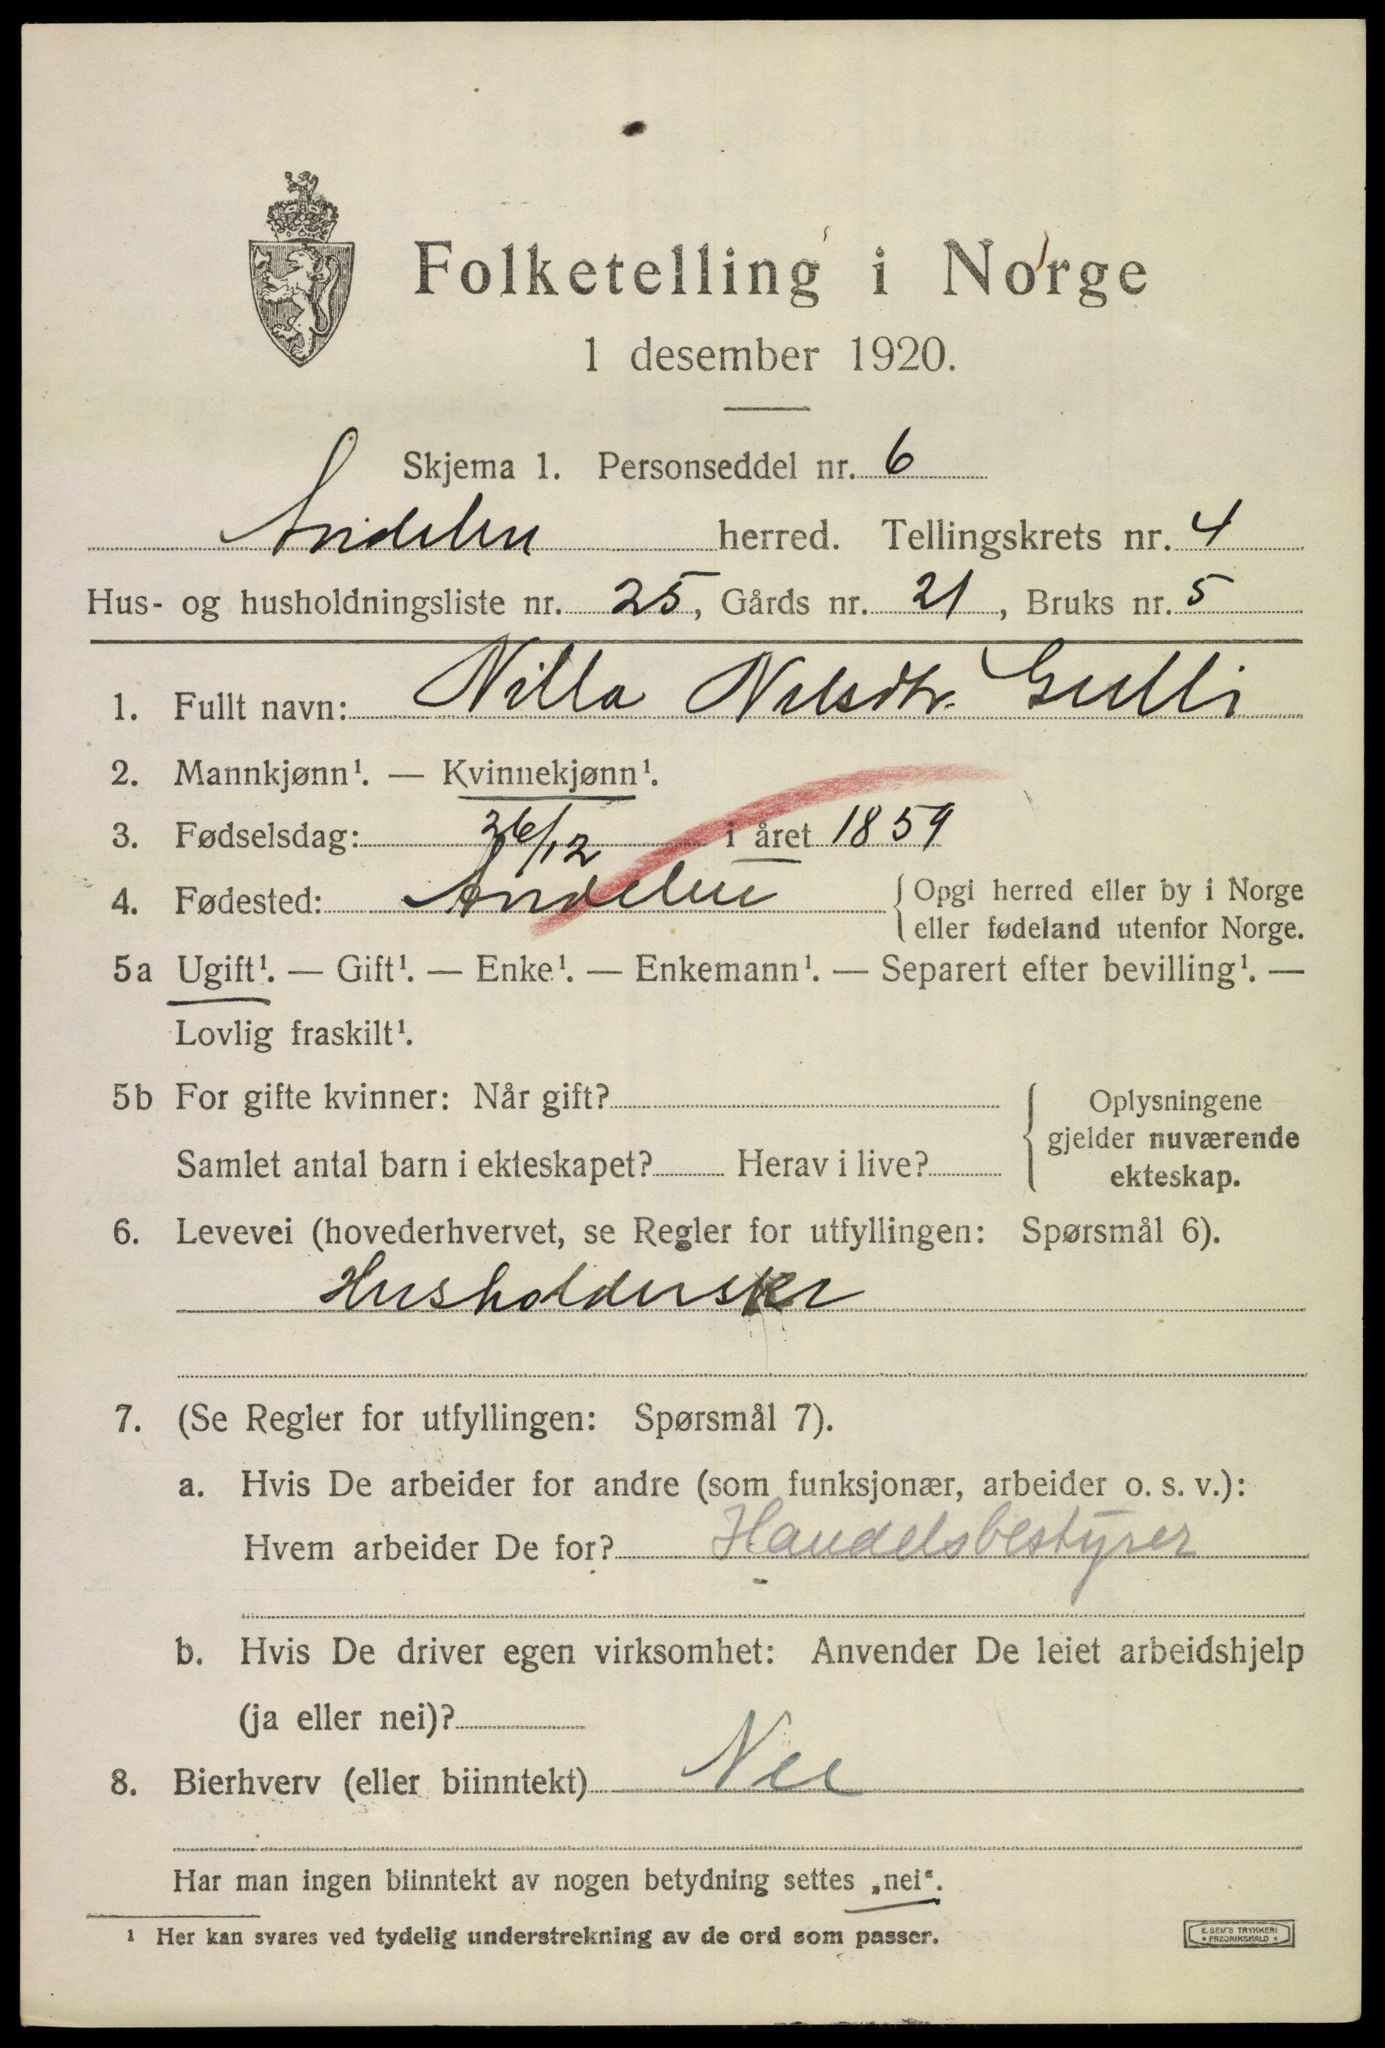 Folketelling i Norge
1 desember 1920.
Skjema 1. Personseddel nr. 6
Årdalen herred. Tellingskrets nr. 4
Hus- og husholdningsliste nr. 25, Gårds nr. 21, Bruks nr. 5
1. Fullt navn: Nilla Nilsdtr. Gulli
2. Mannkjønn¹. — Kvinnekjønn¹.
3. Fødselsdag: 26/12 i året 1859
4. Fødested: { Opgi herred eller by i Norge
eller fødeland utenfor Norge.
5a Ugift¹. — Gift¹. — Enke¹. — Enkemann¹. — Separert efter bevilling¹. —
Lovlig fraskilt¹.
5b For gifte kvinner: Når gift?
Samlet antal barn i ekteskapet? Herav i live?
Oplysningene
gjelder nuværende
ekteskap.
6. Levevei (hovederhvervet, se Regler for utfyllingen: Spørsmål 6).
Husholderske
7. (Se Regler for utfyllingen: Spørsmål 7).
a. Hvis De arbeider for andre (som funksjonær, arbeider o. s. v.):
Hvem arbeider De for? Handelsbestyrer
b. Hvis De driver egen virksomhet: Anvender De leiet arbeidshjelp
(ja eller nei)?
8. Bierhverv (eller biinntekt) Nei
Har man ingen biinntekt av nogen betydning settes „nei“.
¹ Her kan svares ved tydelig understrekning av de ord som passer.
E. SEM'S TRYKKERI
FREDRIKSHALD